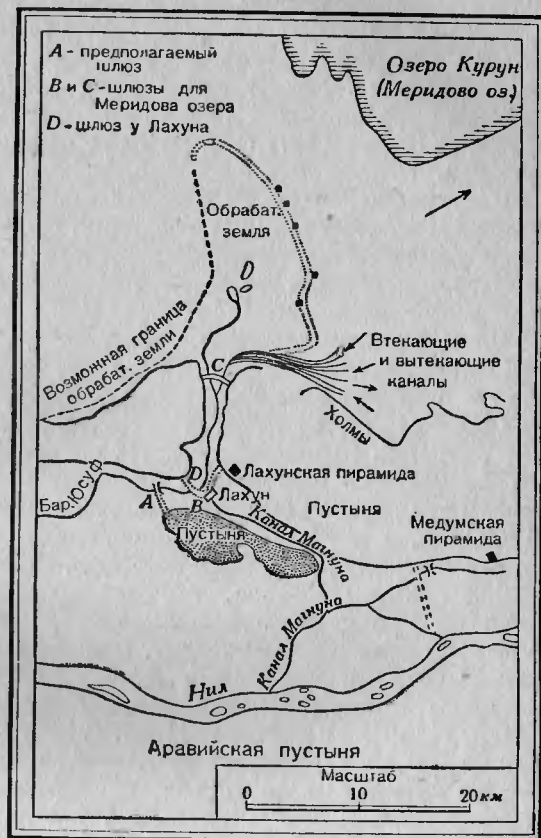 A - предполагаемый
шлюз
B и C - шлюзы для
Меридова озера
D - шлюз у Лахуна
Озеро Курун
(Меридово оз.)
Обрабат.
земля
D
Возможная граница
обрабат. земли
C
Втекающие
и вытекающие
каналы
Холмы
Лахунская пирамида
D
Лахун
Бар. Юсуф
A
B
Пустыня
Канал Магнуна
Пустыня
Медумская
пирамида
Канал Магнуна
Нил
Аравийская пустыня
Масштаб
0 10 20 км